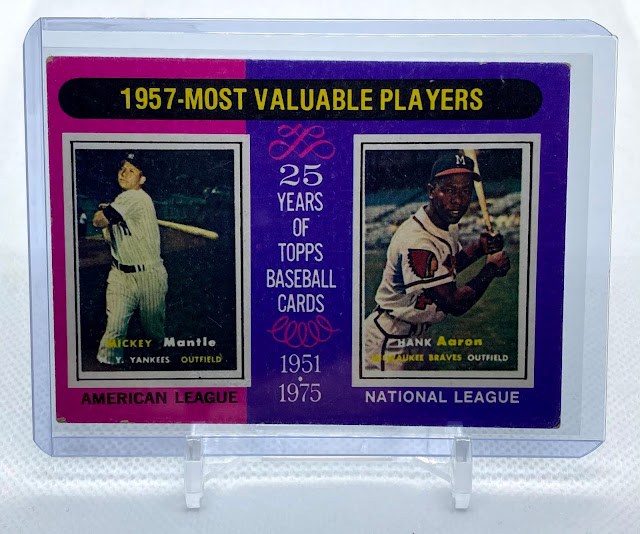 1957-MOST VALUABLE PLAYERS
MICKEY Mantle
N. Y. YANKEES OUTFIELD
AMERICAN LEAGUE
25
YEARS
OF
TOPPS
BASEBALL
CARDS
1951
1975
M
HANK Aaron
MILWAUKEE BRAVES OUTFIELD
NATIONAL LEAGUE